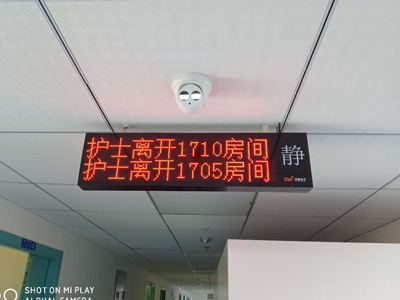 护士离开1710房间
护士离开1705房间
静
SHOT ON MI PLAY
AI DUAL CAMERA